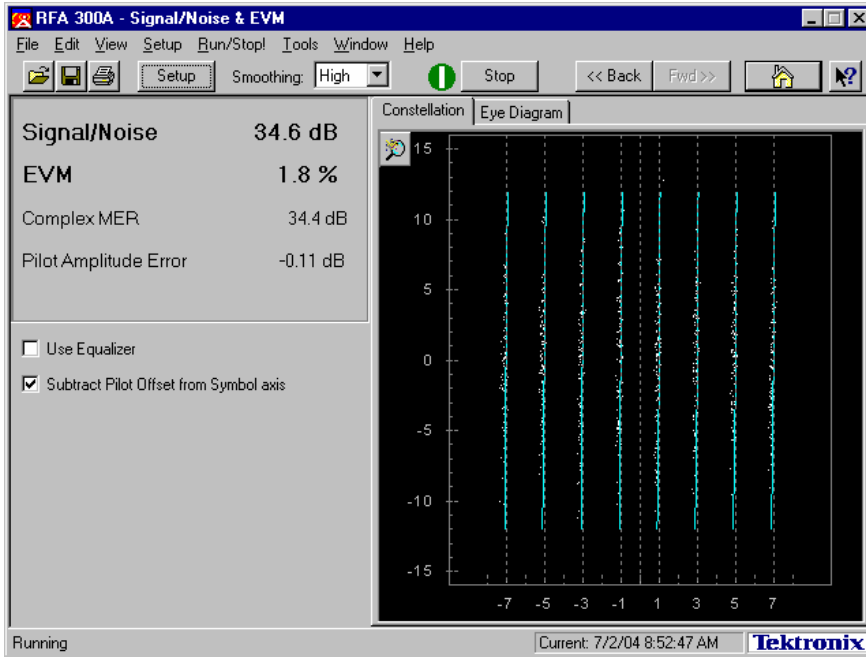 RFA 300A - Signal/Noise & EVM
File Edit View Setup Run/Stop! Tools Window Help
Setup Smoothing: High Stop << Back Fwd >>
Signal/Noise 34.6 dB
EVM 1.8 %
Complex MER 34.4 dB
Pilot Amplitude Error -0.11 dB
Use Equalizer
Subtract Pilot Offset from Symbol axis
Constellation Eye Diagram
15
10
5
0
-5
-10
-15
-7 -5 -3 -1 1 3 5 7
Running Current: 7/2/04 8:52:47 AM Tektronix